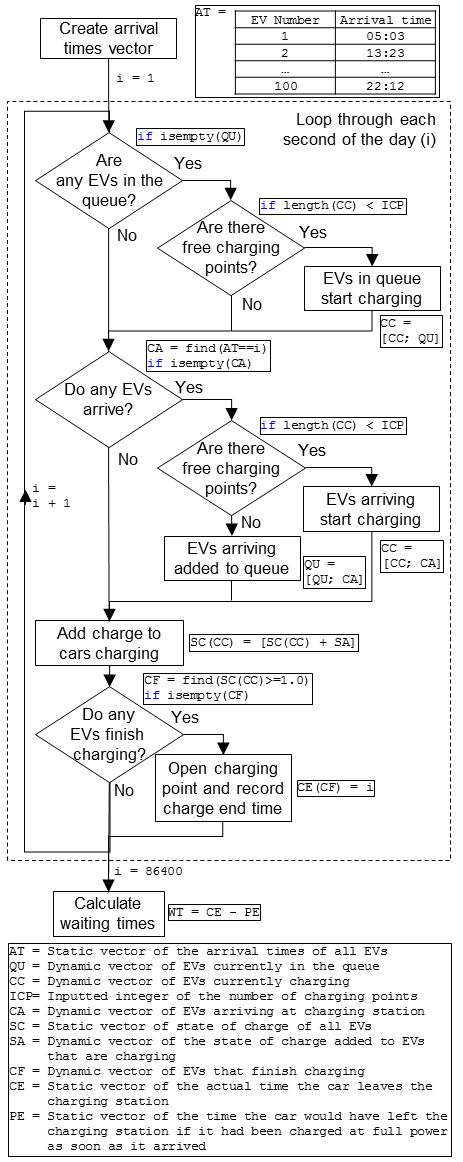 Create arrival
times vector
AT =
EV Number Arrival time
1 05:03
2 13:23
… …
100 22:12
i = 1
Loop through each
second of the day (i)
if isempty(QU)
Are
any EVs in the
queue?
Yes
No
if length(CC) < ICP
Are there
free charging
points?
Yes
No
EVs in queue
start charging
CC =
[CC; QU]
CA = find(AT==i)
if isempty(CA)
Do any EVs
arrive?
Yes
No
if length(CC) < ICP
Are there
free charging
points?
Yes
No
EVs arriving
start charging
CC =
[CC; CA]
EVs arriving
added to queue
QU =
[QU; CA]
i =
i + 1
Add charge to
cars charging
SC(CC) = [SC(CC) + SA]
CF = find(SC(CC)>=1.0)
if isempty(CF)
Do any
EVs finish
charging?
Yes
No
Open charging
point and record
charge end time
CE(CF) = i
i = 86400
Calculate
waiting times
WT = CE – PE
AT = Static vector of the arrival times of all EVs
QU = Dynamic vector of EVs currently in the queue
CC = Dynamic vector of EVs currently charging
ICP= Inputted integer of the number of charging points
CA = Dynamic vector of EVs arriving at charging station
SC = Static vector of state of charge of all EVs
SA = Dynamic vector of the state of charge added to EVs
that are charging
CF = Dynamic vector of EVs that finish charging
CE = Static vector of the actual time the car leaves the
charging station
PE = Static vector of the time the car would have left the
charging station if it had been charged at full power
as soon as it arrived